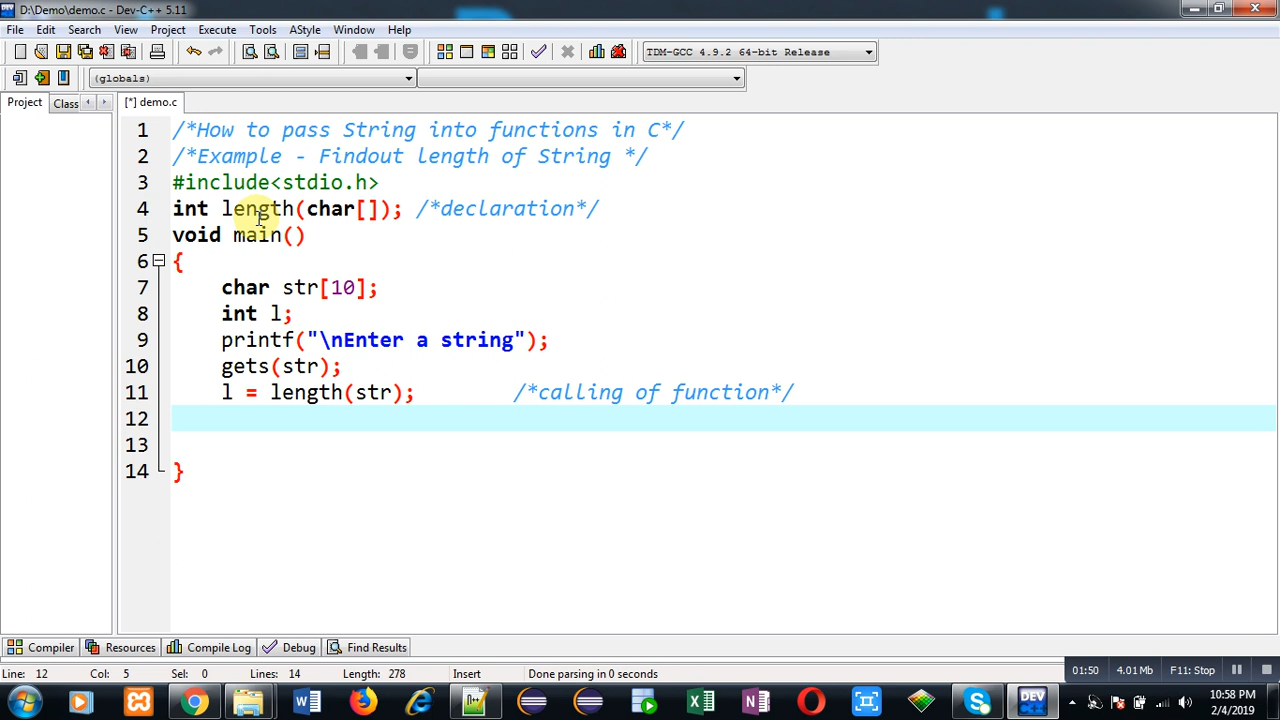 D:\Demo\demo.c - Dev-C++ 5.11
File Edit Search View Project Execute Tools AStyle Window Help
TDM-GCC 4.9.2 64-bit Release
(globals)
Project Class [*] demo.c
1 /*How to pass String into functions in C*/
2 /*Example - Findout length of String */
3 #include<stdio.h>
4 int length(char[]); /*declaration*/
5 void main()
6 {
7 char str[10];
8 int l;
9 printf("\nEnter a string");
10 gets(str);
11 l = length(str); /*calling of function*/
12
13
14 }
Compiler Resources Compile Log Debug Find Results
Line: 12 Col: 5 Sel: 0 Lines: 14 Length: 278 Insert Done parsing in 0 seconds
01:50 4.01 Mb F11: Stop
DEV
10:58 PM
2/4/2019